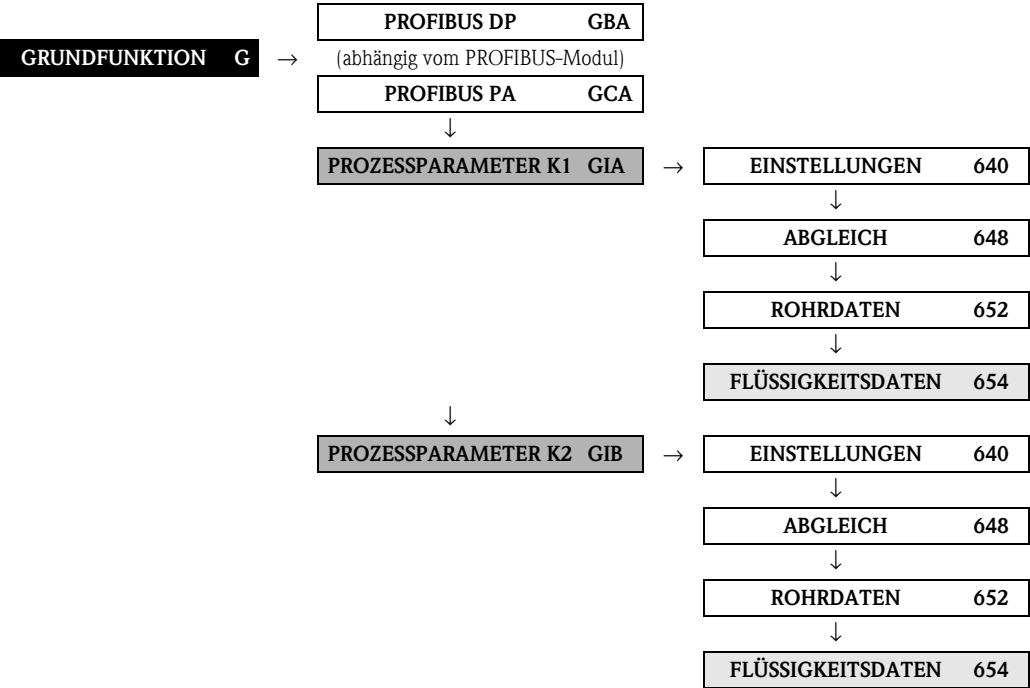 PROFIBUS DP GBA
GRUNDFUNKTION G → (abhängig vom PROFIBUS-Modul)
PROFIBUS PA GCA
↓
PROZESSPARAMETER K1 GIA → EINSTELLUNGEN 640
↓
ABGLEICH 648
↓
ROHRDATEN 652
↓
FLÜSSIGKEITSDATEN 654
↓
PROZESSPARAMETER K2 GIB → EINSTELLUNGEN 640
↓
ABGLEICH 648
↓
ROHRDATEN 652
↓
FLÜSSIGKEITSDATEN 654